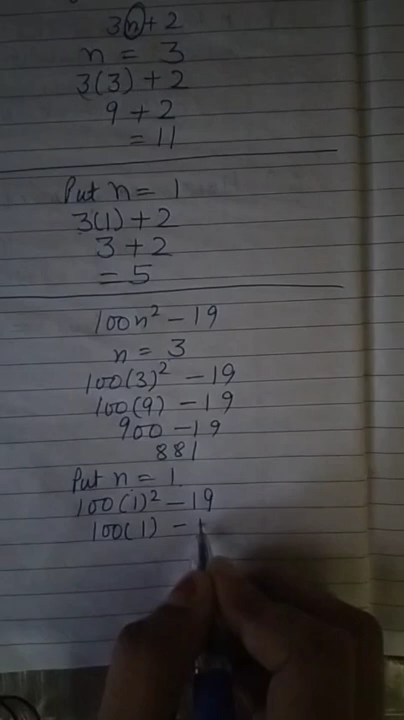 3n+2
n = 3
3(3) + 2
9 + 2
= 11
Put n = 1
3(1) + 2
3 + 2
= 5
100n² - 19
n = 3
100(3)² - 19
100(9) - 19
900 - 19
881
Put n = 1
100(1)² - 19
100(1) - 1